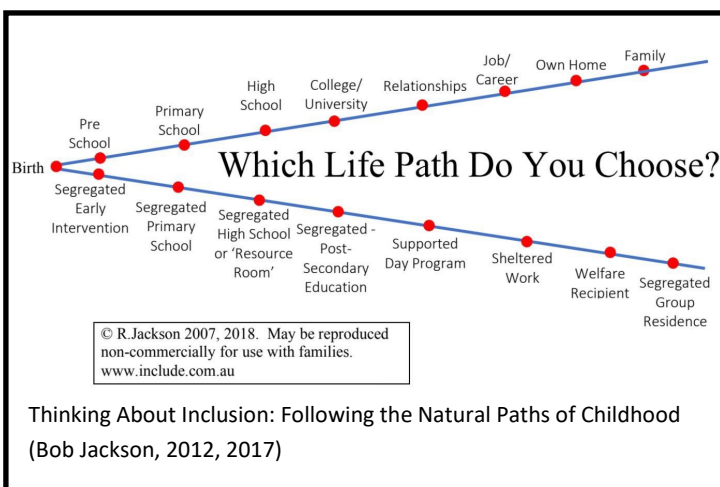 Family
Job/
Career
Own Home
Relationships
College/
University
High
School
Primary
School
Pre
School
Birth
Which Life Path Do You Choose?
Segregated
Early
Intervention
Segregated
Primary
School
Segregated
High School
or ‘Resource
Room’
Segregated -
Post-
Secondary
Education
Supported
Day Program
Sheltered
Work
Welfare
Recipient
Segregated
Group
Residence
© R.Jackson 2007, 2018.  May be reproduced
non-commercially for use with families.
www.include.com.au
Thinking About Inclusion: Following the Natural Paths of Childhood
(Bob Jackson, 2012, 2017)